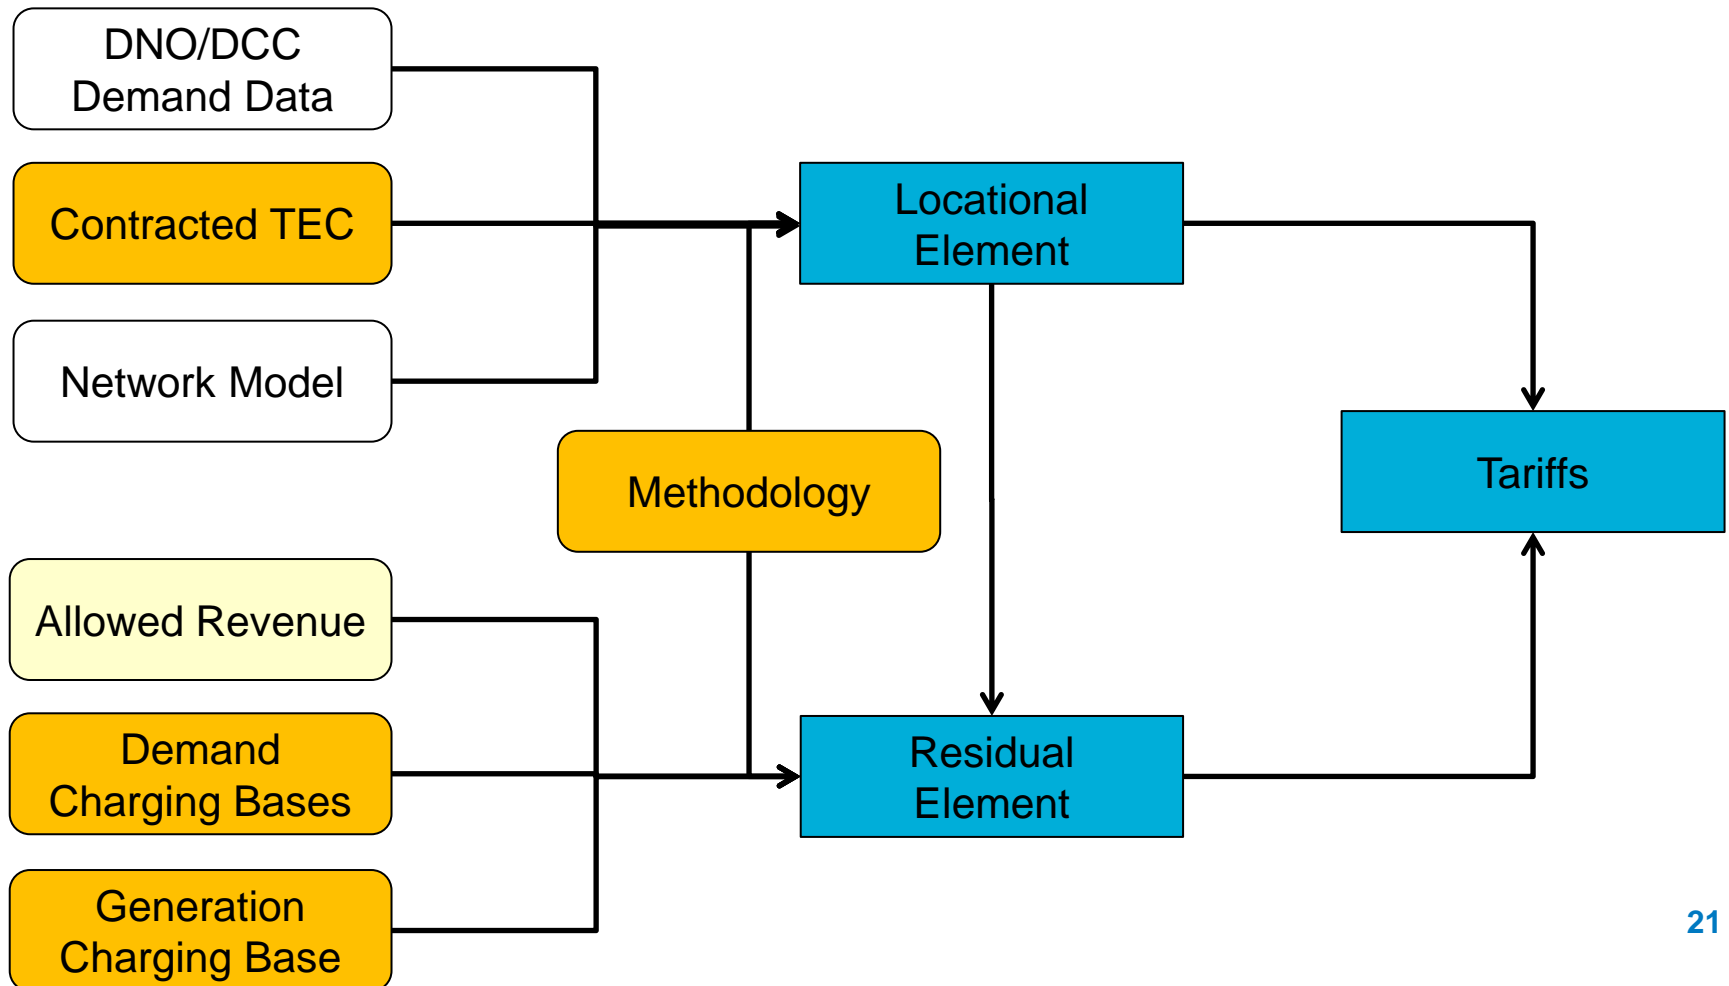 DNO/DCC
Demand Data
Contracted TEC
Network Model
Methodology
Allowed Revenue
Demand
Charging Bases
Generation
Charging Base
Locational
Element
Residual
Element
Tariffs
21